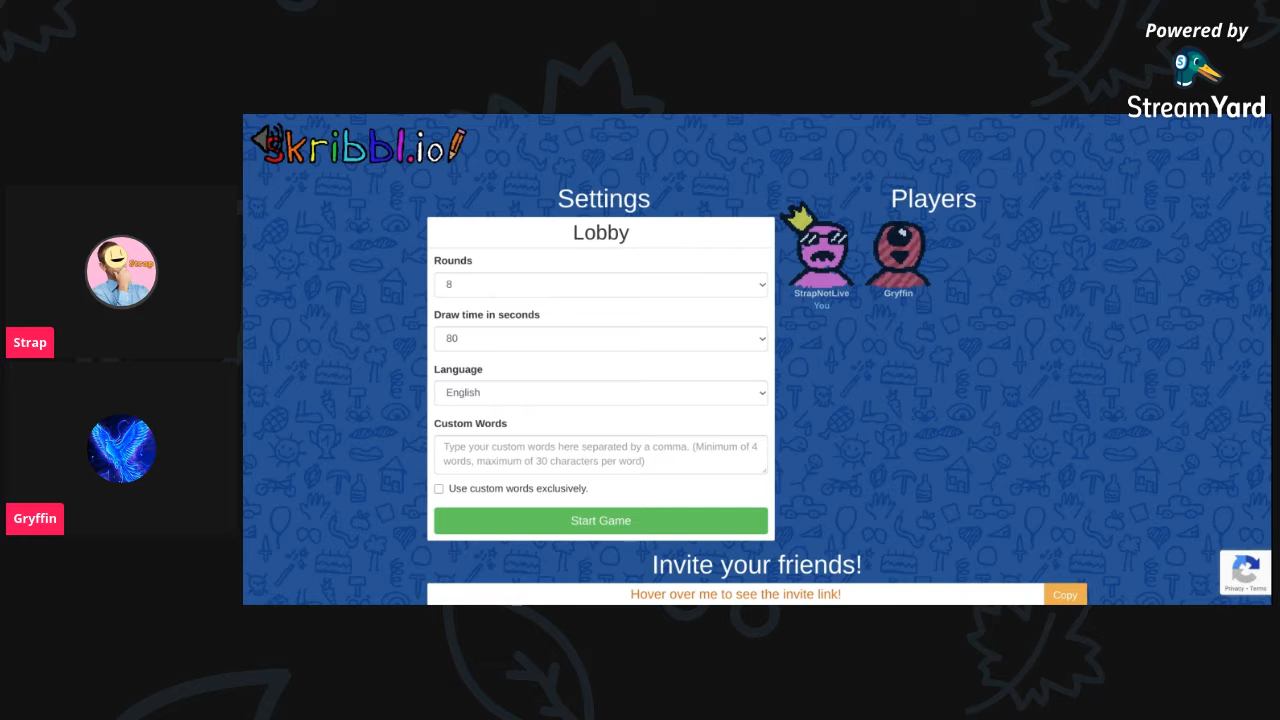 Powered by
StreamYard
skribbl.io
Settings
Players
Lobby
Rounds
8
Draw time in seconds
80
Language
English
Custom Words
Type your custom words here separated by a comma. (Minimum of 4
words, maximum of 30 characters per word)
Use custom words exclusively.
Start Game
StrapNotLive
You
Gryffin
Strap
Strap
Gryffin
Invite your friends!
Hover over me to see the invite link!
Copy
Privacy - Terms